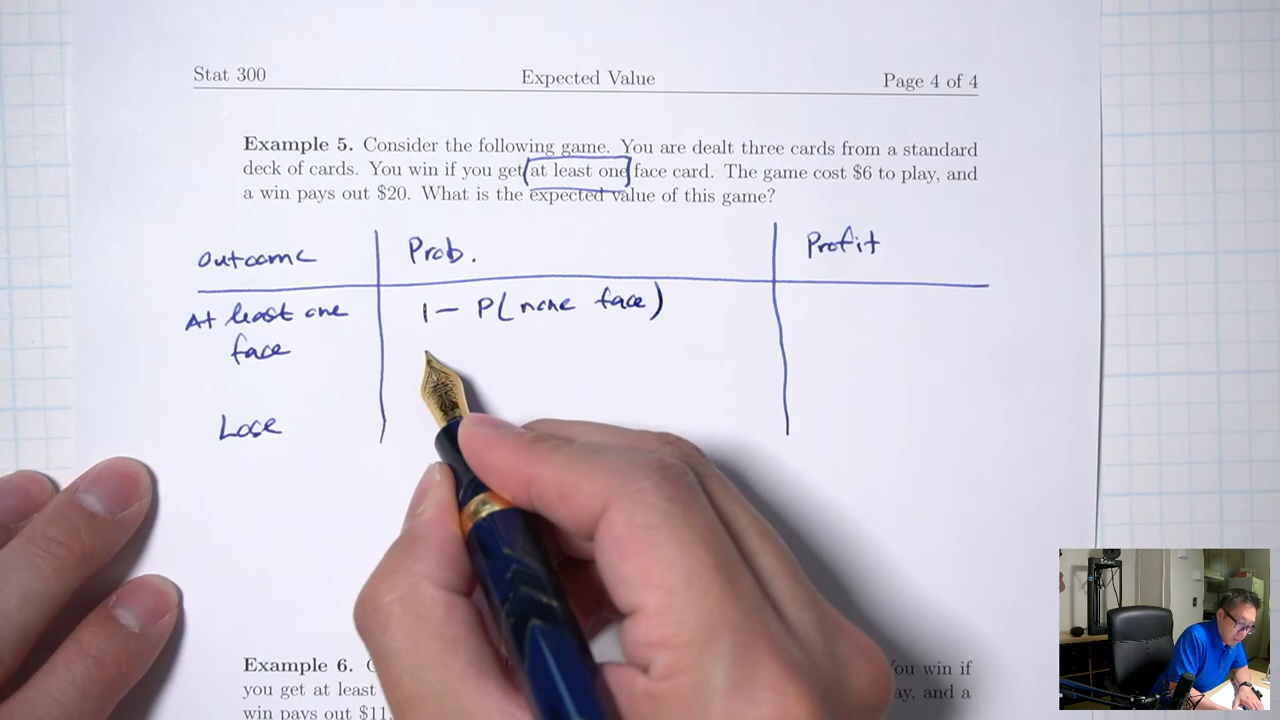 Stat 300 Expected Value Page 4 of 4
Example 5. Consider the following game. You are dealt three cards from a standard
deck of cards. You win if you get at least one face card. The game cost $6 to play, and
a win pays out $20. What is the expected value of this game?
Outcome Prob. Profit
At least one 1 – P(none face)
face
Lose
Example 6. ou win if
you get at least ay, and a
win pays out $11